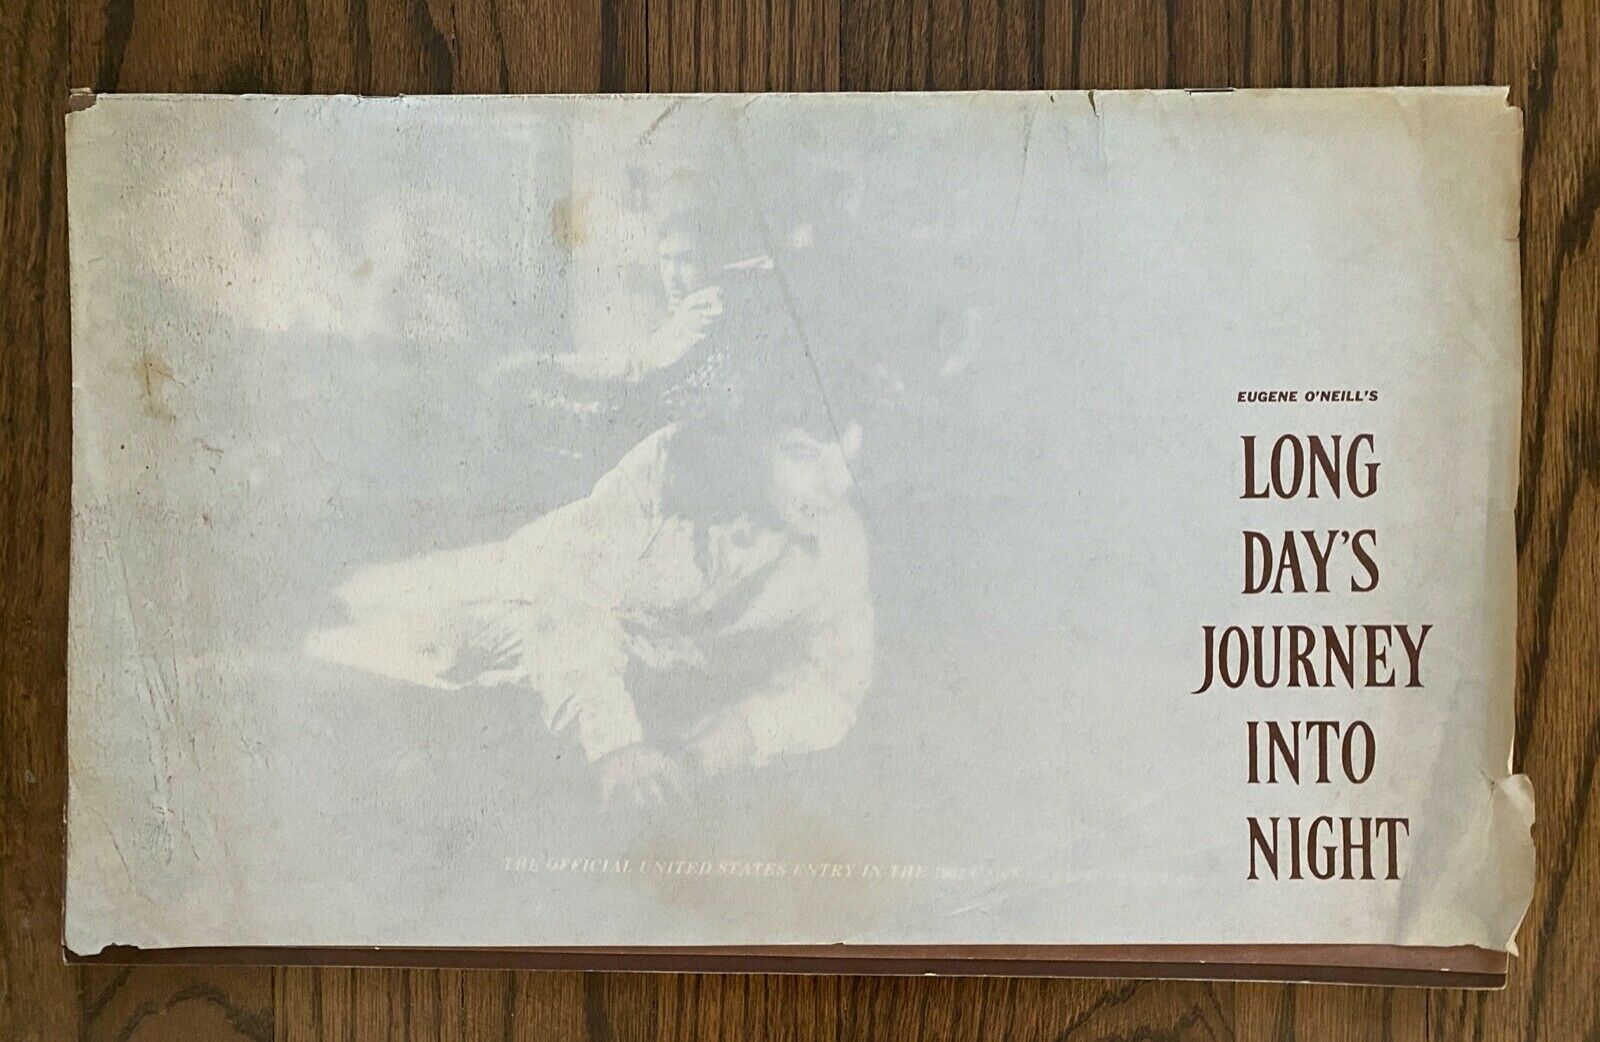 EUGENE O'NEILL'S
LONG
DAY'S
JOURNEY
INTO
NIGHT
THE OFFICIAL UNITED STATES ENTRY IN THE